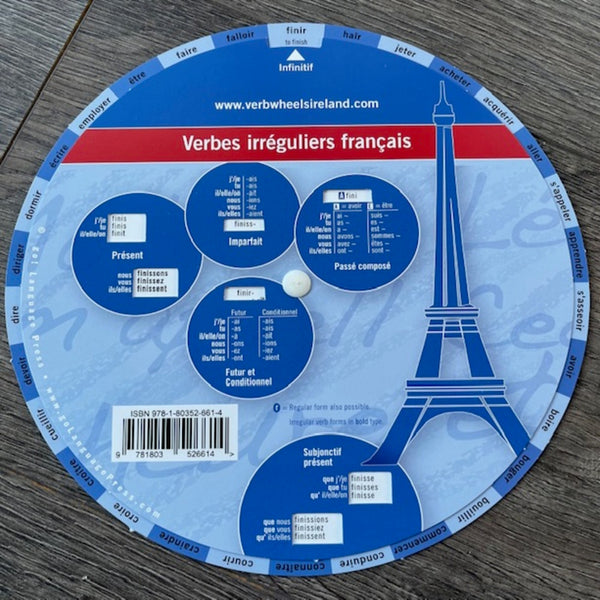 finir
to finish
Infinitif
haïr
jeter
acheter
acquérir
aller
s'appeler
apprendre
s'asseoir
avoir
boire
bouger
bouillir
commencer
conduire
connaître
courir
craindre
croire
croître
cueillir
devoir
dire
diriger
dormir
écrire
employer
être
faire
falloir
www.verbwheelsireland.com
Verbes irréguliers français
j'/je finis
tu finis
il/elle/on finit
Présent
nous finissons
vous finissez
ils/elles finissent
j'/je -ais
tu -ais
il/elle/on -ait
nous -ions
vous -iez
ils/elles -aient
finiss-
Imparfait
A fini
A = avoir E = être
j'/je ai ~ suis ~
tu as ~ es ~
il/elle/on a ~ est ~
nous avons ~ sommes ~
vous avez ~ êtes ~
ils/elles ont ~ sont ~
Passé composé
finir-
Futur Conditionnel
j'/je -ai -ais
tu -as -ais
il/elle/on -a -ait
nous -ons -ions
vous -ez -iez
ils/elles -ont -aient
Futur et
Conditionnel
r = Regular form also possible.
Irregular verb forms in bold type.
ISBN 978-1-80352-661-4
9 781803 526614 >
Subjonctif
présent
que j'/je finisse
que tu finisses
qu' il/elle/on finisse
que nous finissions
que vous finissiez
qu' ils/elles finissent